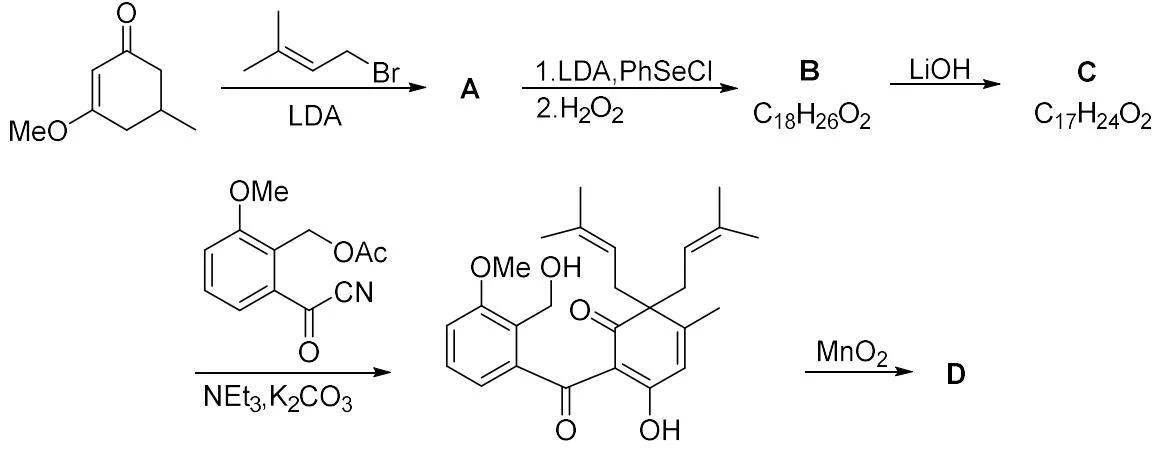 O
MeO
Br
LDA
A
1.LDA,PhSeCl
2.H₂O₂
B
C₁₈H₂₆O₂
LiOH
C
C₁₇H₂₄O₂
OMe
OAc
CN
O
NEt₃,K₂CO₃
OMe OH
O
O
OH
MnO₂
D